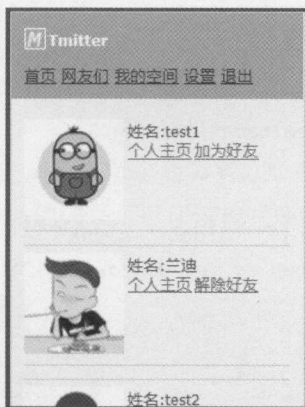 M Tmitter
首页 网友们 我的空间 设置 退出
姓名:test1
个人主页 加为好友
姓名:兰迪
个人主页 解除好友
姓名:test2